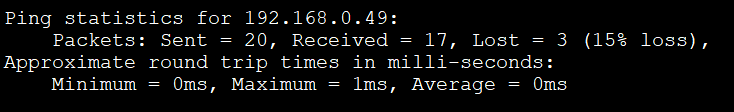 Ping statistics for 192.168.0.49:
    Packets: Sent = 20, Received = 17, Lost = 3 (15% loss),
Approximate round trip times in milli-seconds:
    Minimum = 0ms, Maximum = 1ms, Average = 0ms